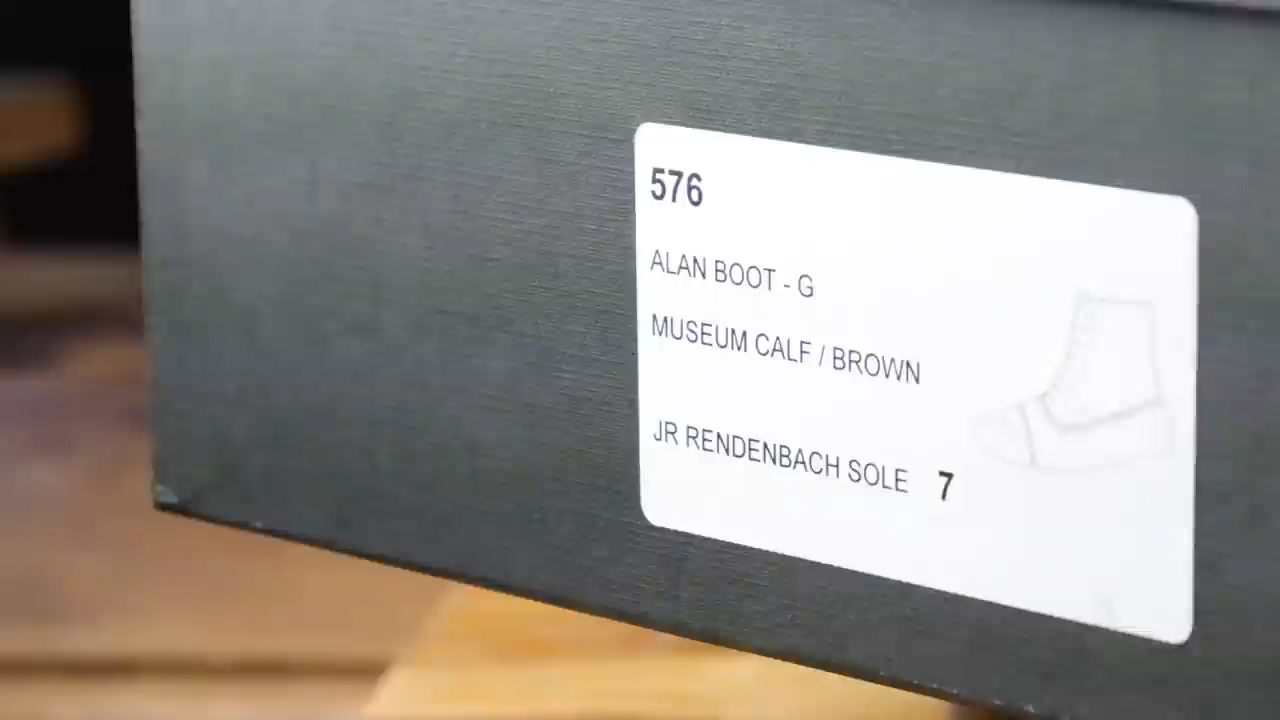 576
ALAN BOOT - G
MUSEUM CALF / BROWN
JR RENDENBACH SOLE 7